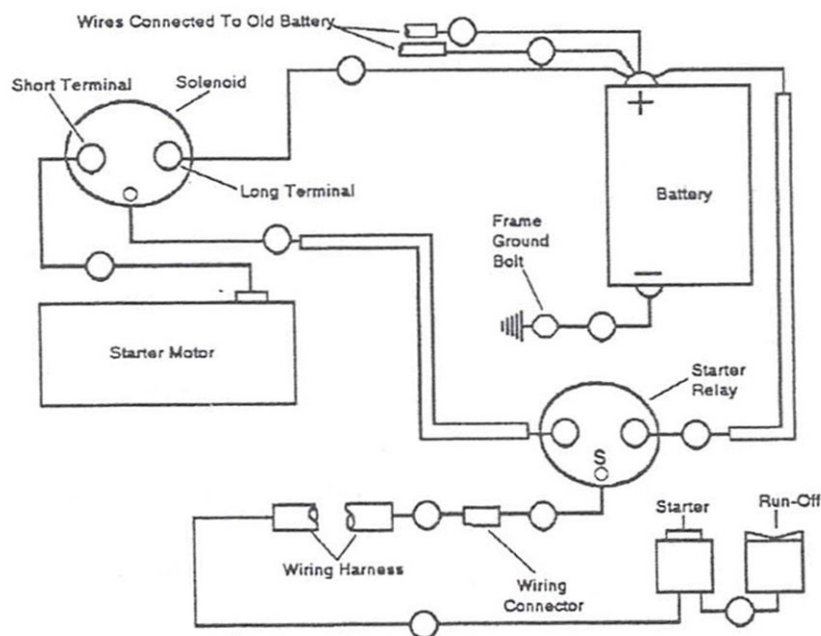 Wires Connected To Old Battery
Short Terminal
Solenoid
+
Long Terminal
Battery
Frame
Ground
Bolt
−
Starter Motor
Starter
Relay
S
Starter
Run-Off
Wiring Harness
Wiring
Connector